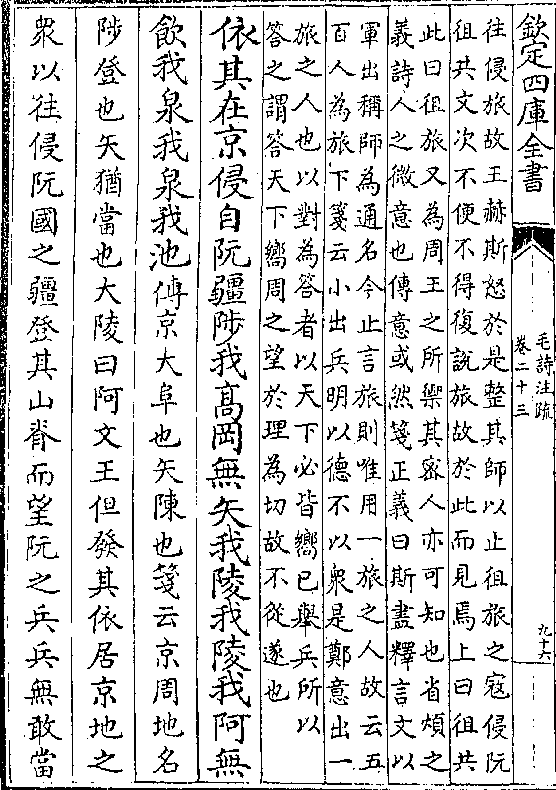 欽定四庫全書
毛詩注疏
卷二十三
九十六
往侵旅故王赫斯怒於是整其師以止徂旅之寇侵阮
徂共文次不便不得復說旅故於此而見焉上曰徂共
此曰徂旅又為周王之所禦其宻人亦可知也省煩之
義詩人之微意也傳意或然箋正義曰斯盡釋言文以
軍出稱師為通名今止言旅則唯用一旅之人故云五
百人為旅下箋云小出兵明以德不以衆是鄭意出一
旅之人也以對為答者以天下必皆嚮已舉兵所以
答之謂答天下嚮周之望於理為切故不從遂也
依其在京侵自阮疆陟我髙岡無矢我陵我陵我阿無
飲我泉我泉我池傳京大阜也矢陳也箋云京周地名
陟登也矢猶當也大陵曰阿文王但發其依居京地之
衆以往侵阮國之疆登其山脊而望阮之兵兵無敢當